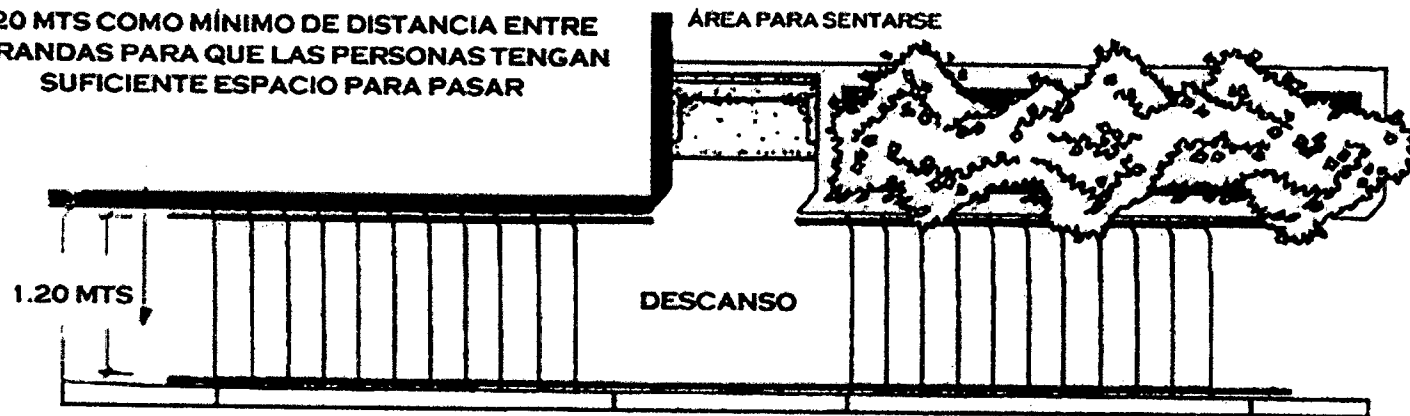 20 MTS COMO MÍNIMO DE DISTANCIA ENTRE
RANDAS PARA QUE LAS PERSONAS TENGAN
SUFICIENTE ESPACIO PARA PASAR
ÁREA PARA SENTARSE
1.20 MTS
DESCANSO